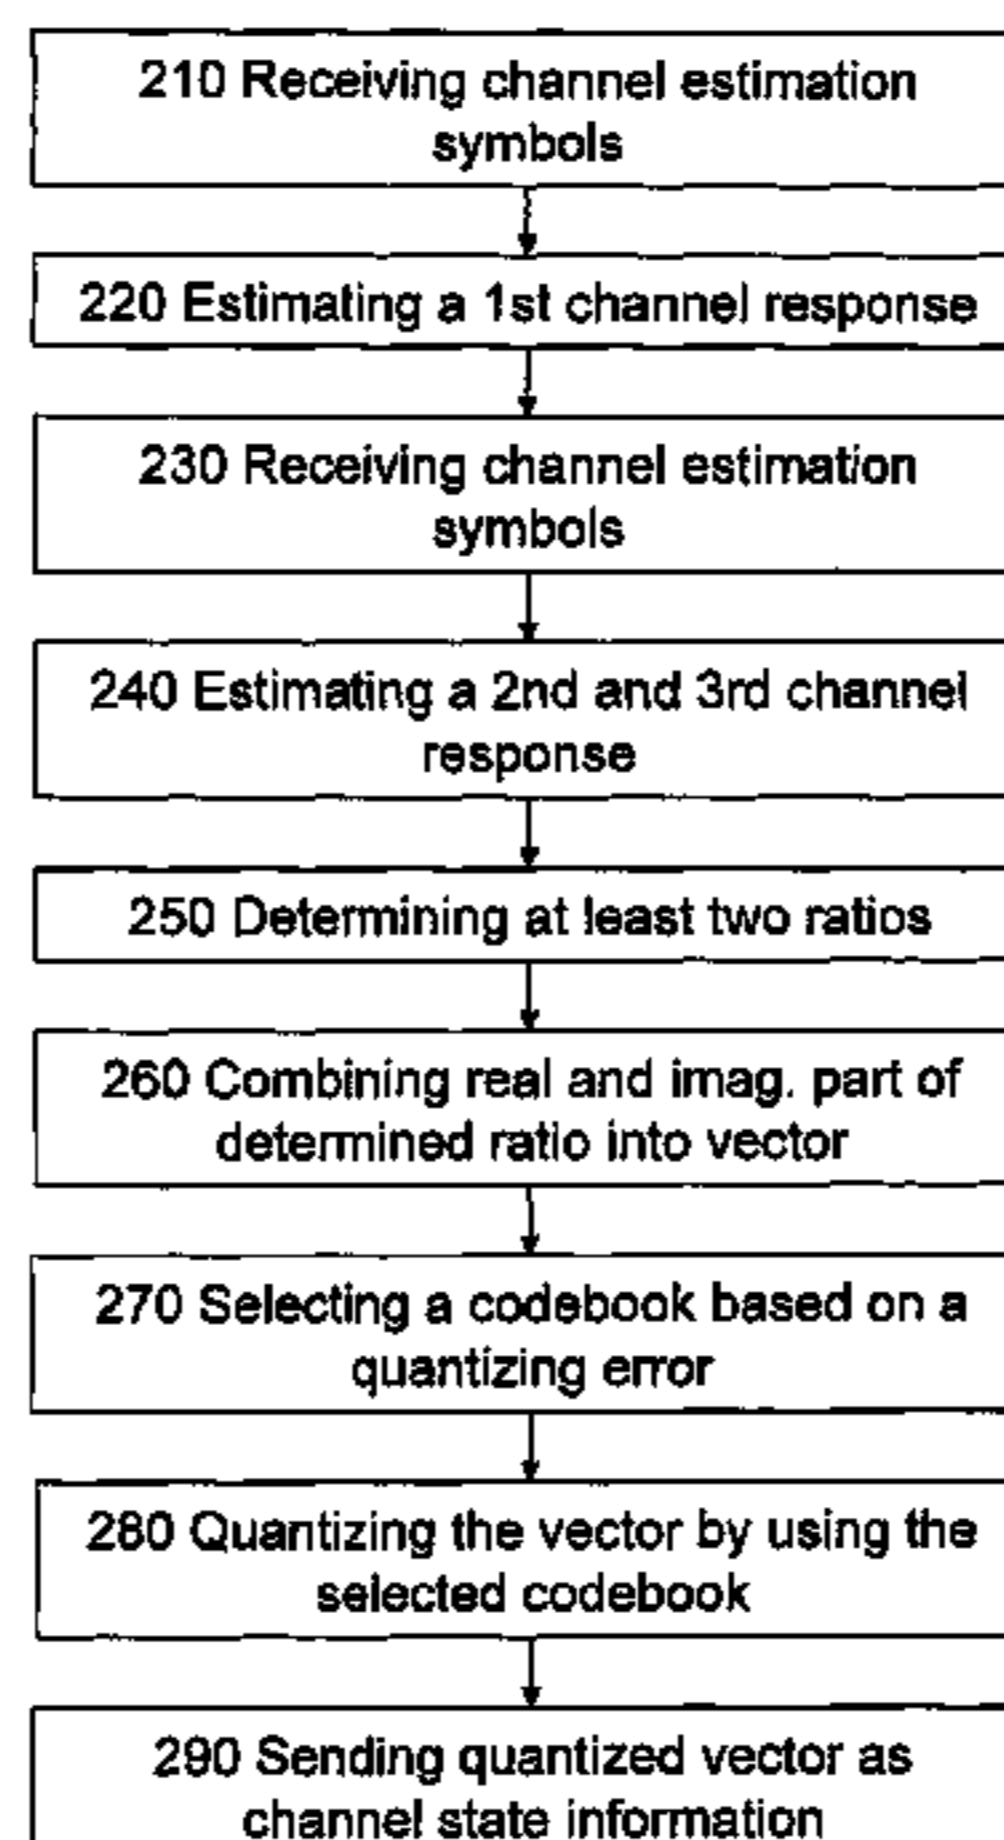 210 Receiving channel estimation
symbols
220 Estimating a 1st channel response
230 Receiving channel estimation
symbols
240 Estimating a 2nd and 3rd channel
response
250 Determining at least two ratios
260 Combining real and imag. part of
determined ratio into vector
270 Selecting a codebook based on a
quantizing error
280 Quantizing the vector by using the
selected codebook
290 Sending quantized vector as
channel state information